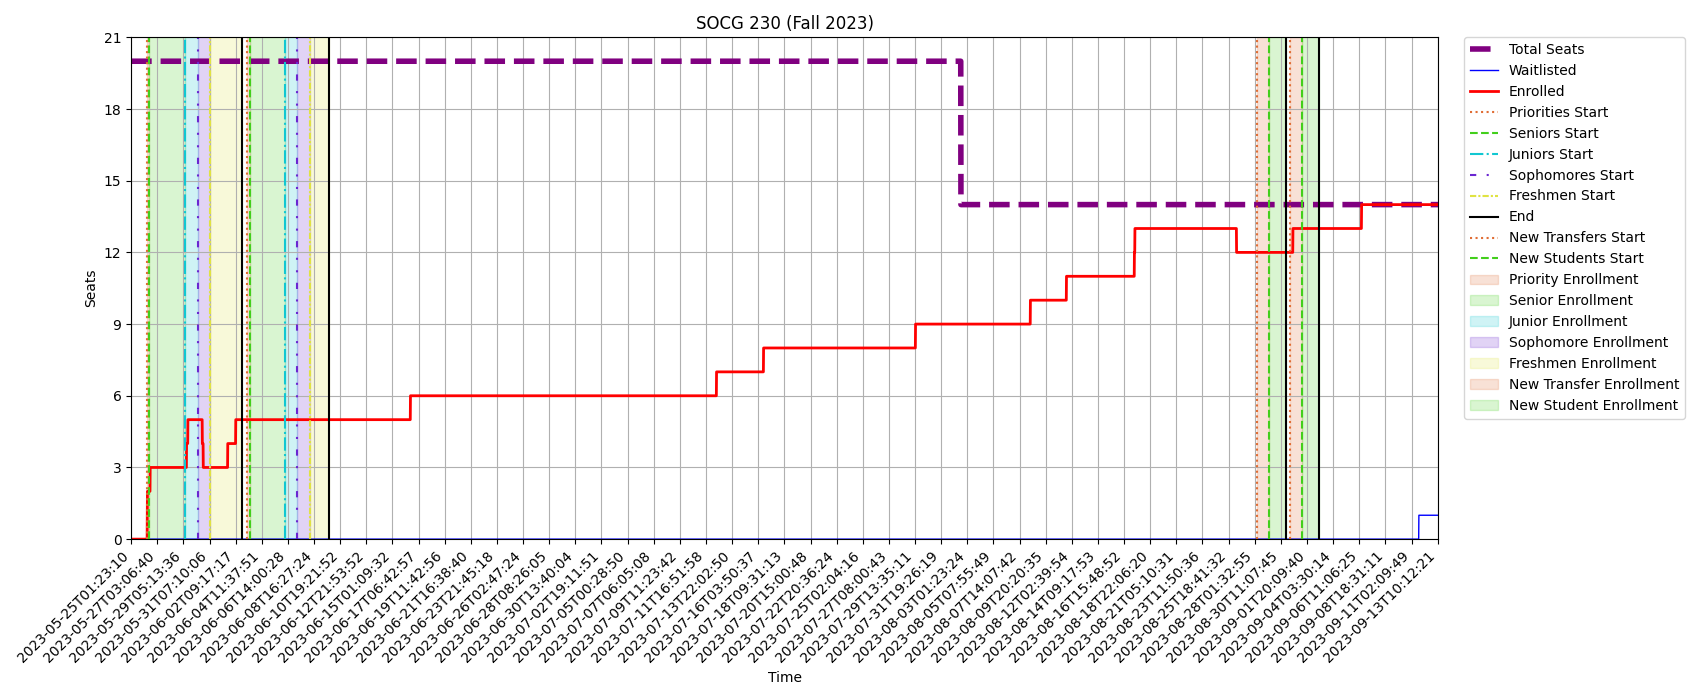 SOCG 230 (Fall 2023)
21
18
15
12
9
6
3
0
Seats
2023-05-25T01:23:10
2023-05-27T03:06:40
2023-05-29T05:13:36
2023-05-31T07:10:06
2023-06-02T09:17:17
2023-06-04T11:37:51
2023-06-06T14:00:28
2023-06-08T16:27:24
2023-06-10T19:21:52
2023-06-12T21:53:52
2023-06-15T01:09:32
2023-06-17T06:42:57
2023-06-19T11:42:56
2023-06-21T16:38:40
2023-06-23T21:45:18
2023-06-26T02:47:24
2023-06-28T08:26:05
2023-06-30T13:40:04
2023-07-02T19:11:51
2023-07-05T00:28:50
2023-07-07T06:05:08
2023-07-09T11:23:42
2023-07-11T16:51:58
2023-07-13T22:02:50
2023-07-16T03:50:37
2023-07-18T09:31:13
2023-07-20T15:00:48
2023-07-22T20:36:24
2023-07-25T02:04:16
2023-07-27T08:00:43
2023-07-29T13:35:11
2023-07-31T19:26:19
2023-08-03T01:23:24
2023-08-05T07:55:49
2023-08-07T14:07:42
2023-08-09T20:20:35
2023-08-12T02:39:54
2023-08-14T09:17:53
2023-08-16T15:48:52
2023-08-18T22:06:20
2023-08-21T05:10:31
2023-08-23T11:50:36
2023-08-25T18:41:32
2023-08-28T01:32:55
2023-08-30T11:07:45
2023-09-01T20:09:40
2023-09-04T03:30:14
2023-09-06T11:06:25
2023-09-08T18:31:11
2023-09-11T02:09:49
2023-09-13T10:12:21
Time
Total Seats
Waitlisted
Enrolled
Priorities Start
Seniors Start
Juniors Start
Sophomores Start
Freshmen Start
End
New Transfers Start
New Students Start
Priority Enrollment
Senior Enrollment
Junior Enrollment
Sophomore Enrollment
Freshmen Enrollment
New Transfer Enrollment
New Student Enrollment